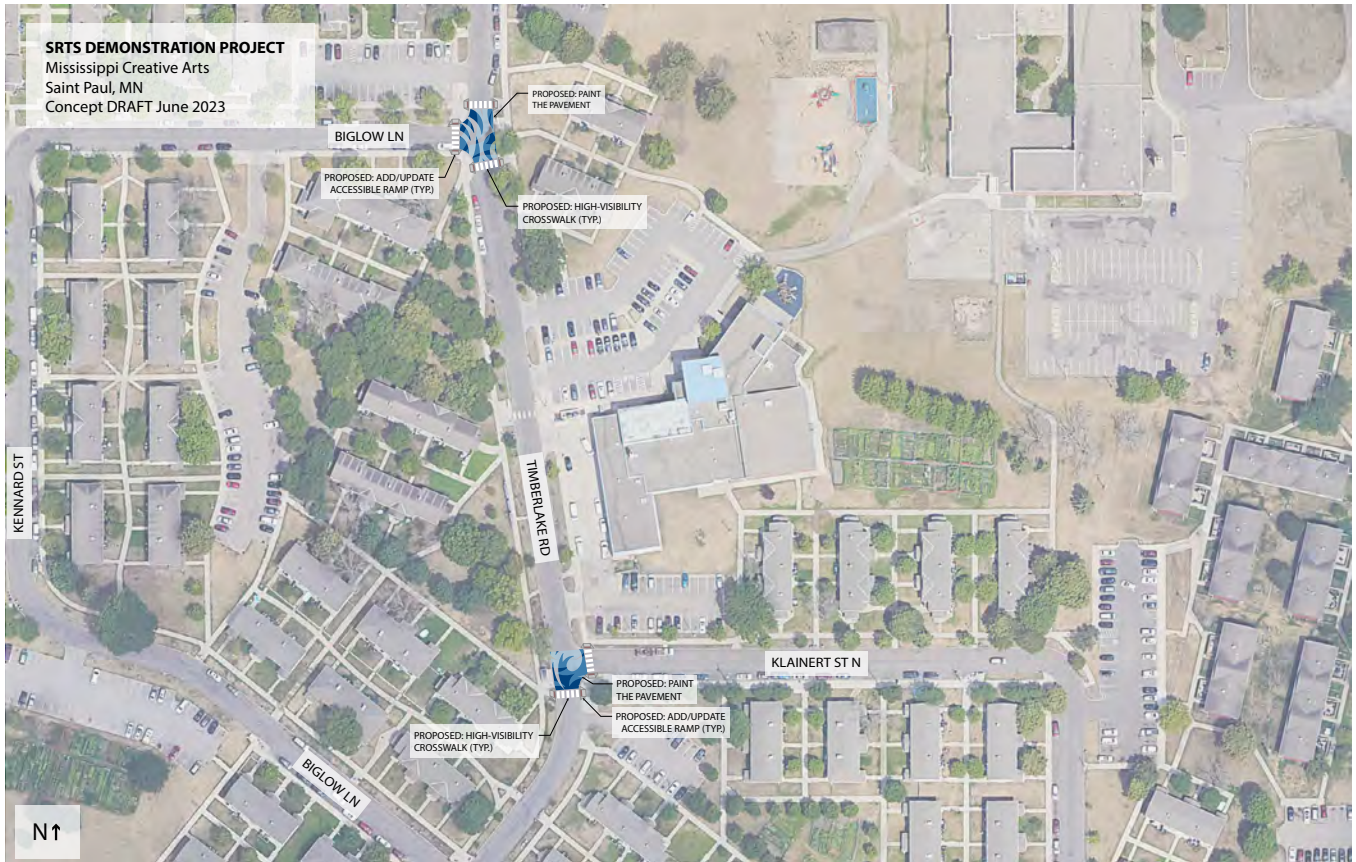 SRTS DEMONSTRATION PROJECT
Mississippi Creative Arts
Saint Paul, MN
Concept DRAFT June 2023
PROPOSED: PAINT
THE PAVEMENT
BIGLOW LN
PROPOSED: ADD/UPDATE
ACCESSIBLE RAMP (TYP.)
PROPOSED: HIGH-VISIBILITY
CROSSWALK (TYP.)
KENNARD ST
TIMBERLAKE RD
KLAINERT ST N
PROPOSED: PAINT
THE PAVEMENT
PROPOSED: ADD/UPDATE
ACCESSIBLE RAMP (TYP.)
PROPOSED: HIGH-VISIBILITY
CROSSWALK (TYP.)
BIGLOW LN
N↑